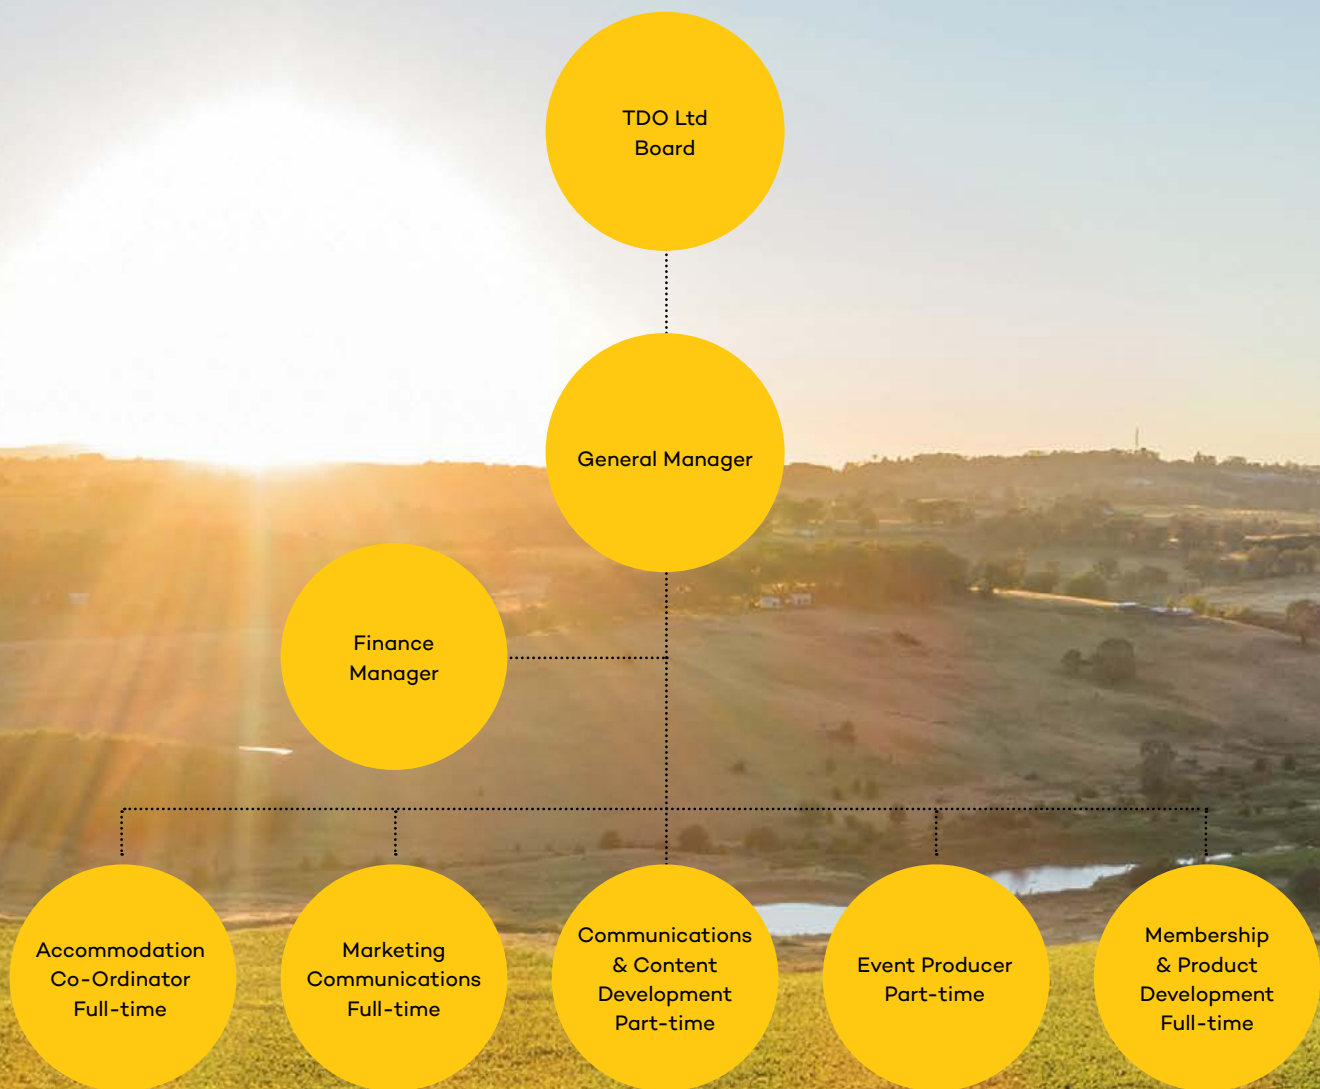 TDO Ltd
Board
General Manager
Finance
Manager
Accommodation
Co-Ordinator
Full-time
Marketing
Communications
Full-time
Communications
& Content
Development
Part-time
Event Producer
Part-time
Membership
& Product
Development
Full-time